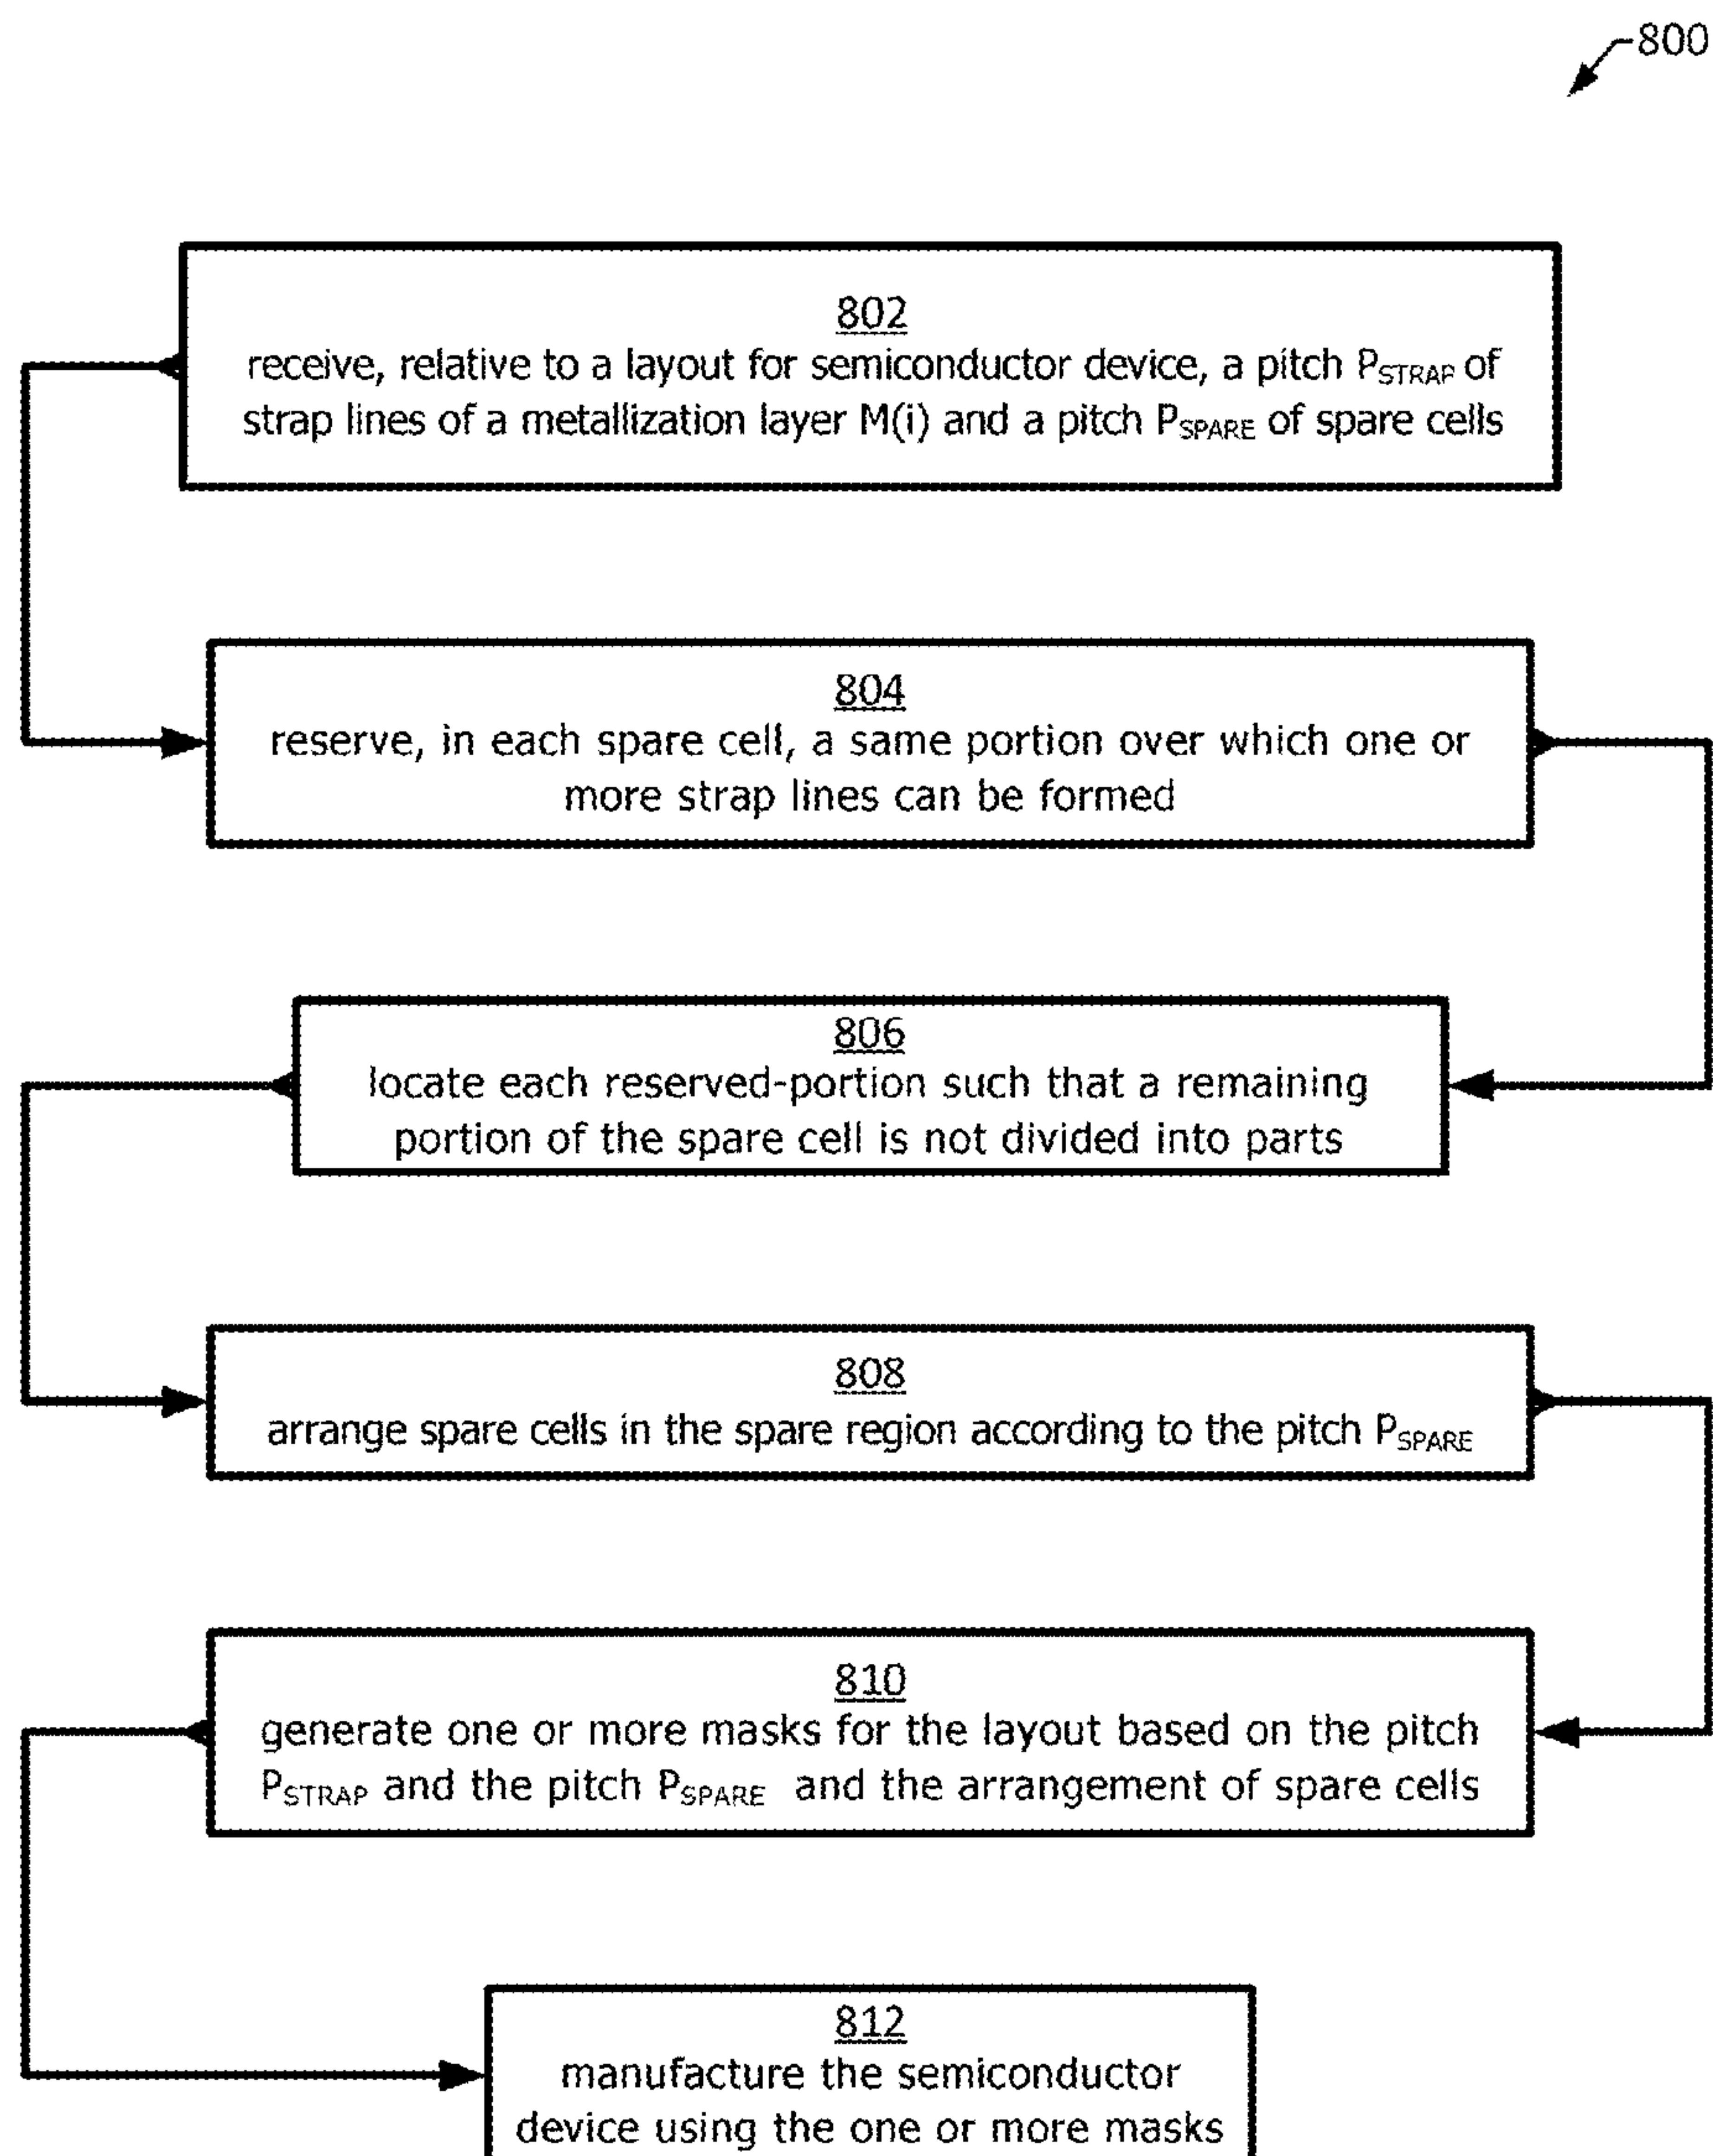 800
802
receive, relative to a layout for semiconductor device, a pitch PSTRAP of
strap lines of a metallization layer M(i) and a pitch PSPARE of spare cells
804
reserve, in each spare cell, a same portion over which one or
more strap lines can be formed
806
locate each reserved-portion such that a remaining
portion of the spare cell is not divided into parts
808
arrange spare cells in the spare region according to the pitch PSPARE
810
generate one or more masks for the layout based on the pitch
PSTRAP and the pitch PSPARE and the arrangement of spare cells
812
manufacture the semiconductor
device using the one or more masks